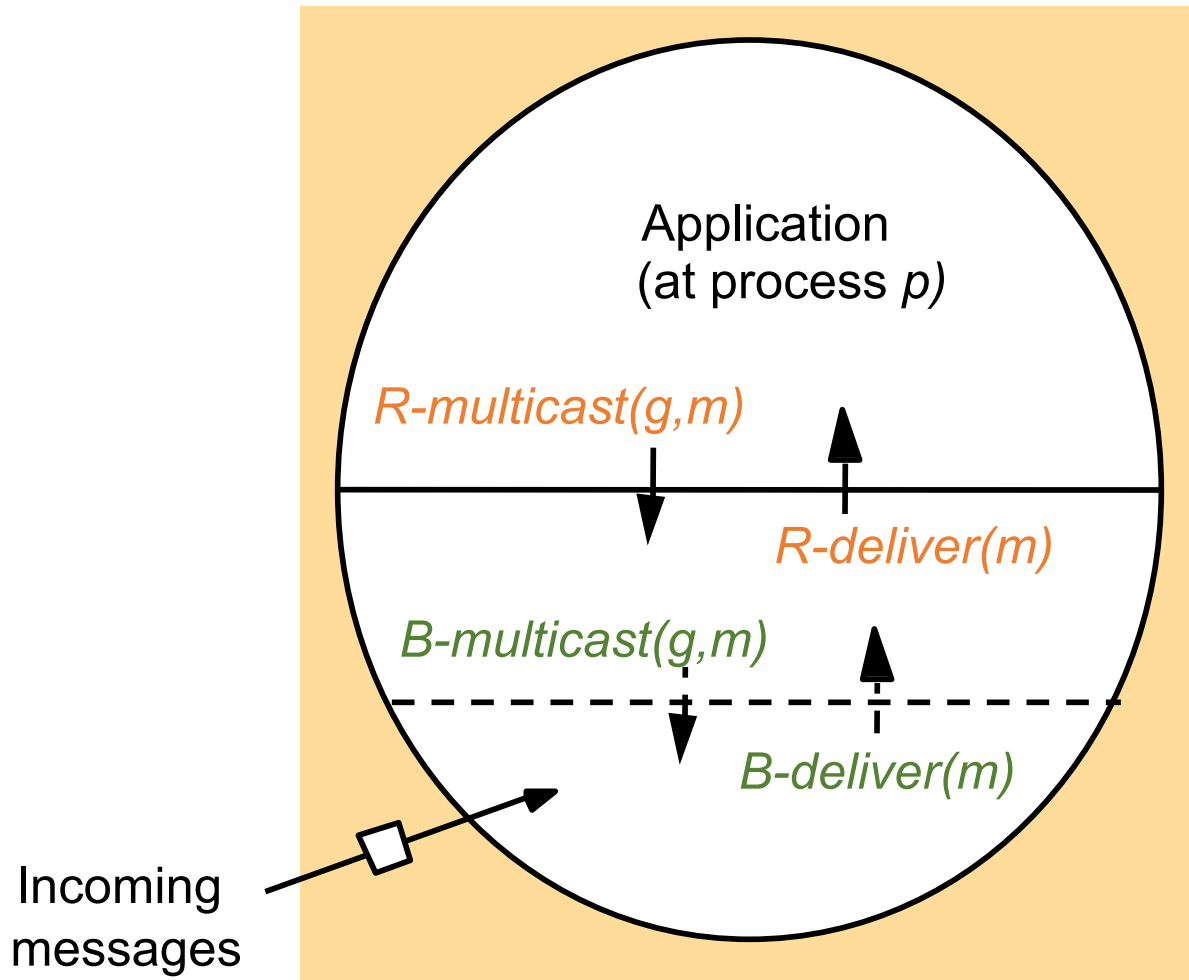 Application
(at process p)
R-multicast(g,m)
R-deliver(m)
B-multicast(g,m)
B-deliver(m)
Incoming
messages